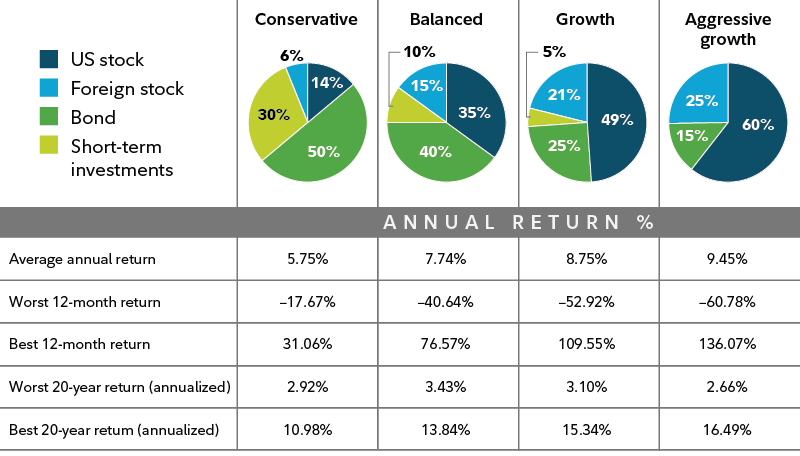 Conservative
Balanced
Growth
Aggressive
growth
US stock
Foreign stock
Bond
Short-term
investments
6%
14%
30%
50%
10%
15%
35%
40%
5%
21%
49%
25%
25%
60%
15%
ANNUAL RETURN %
Average annual return 5.75% 7.74% 8.75% 9.45%
Worst 12-month return –17.67% –40.64% –52.92% –60.78%
Best 12-month return 31.06% 76.57% 109.55% 136.07%
Worst 20-year return (annualized) 2.92% 3.43% 3.10% 2.66%
Best 20-year retum (annualized) 10.98% 13.84% 15.34% 16.49%